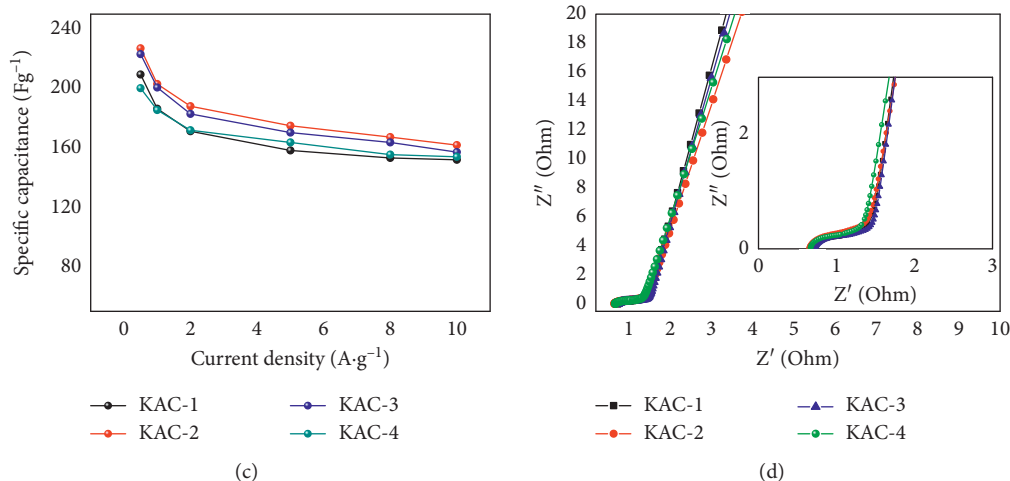 240
200
160
120
80
Specific capacitance (Fg⁻¹)
0 2 4 6 8 10
Current density (A·g⁻¹)
KAC-1
KAC-2
KAC-3
KAC-4
(c)
20
18
16
14
12
10
8
6
4
2
0
Z″ (Ohm)
1 2 3 4 5 6 7 8 9 10
Z′ (Ohm)
2
0
Z″ (Ohm)
0 1 2 3
Z′ (Ohm)
KAC-1
KAC-2
KAC-3
KAC-4
(d)